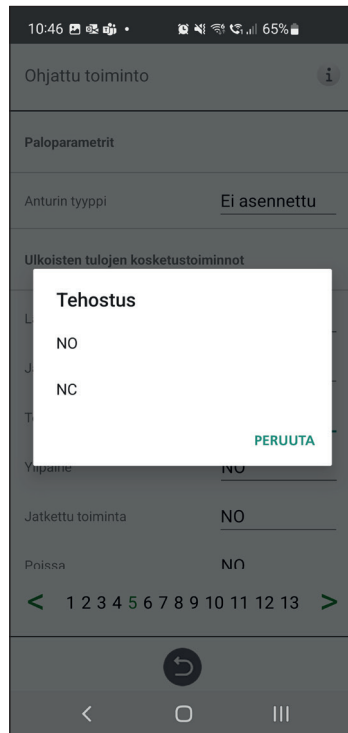 10:46 65%
Ohjattu toiminto i
Paloparametrit
Anturin tyyppi Ei asennettu
Ulkoisten tulojen kosketustoiminnot
Tehostus
NO
NC
PERUUTA
Ylipaine NO
Jatkettu toiminta NO
Poissa NO
< 1 2 3 4 5 6 7 8 9 10 11 12 13 >